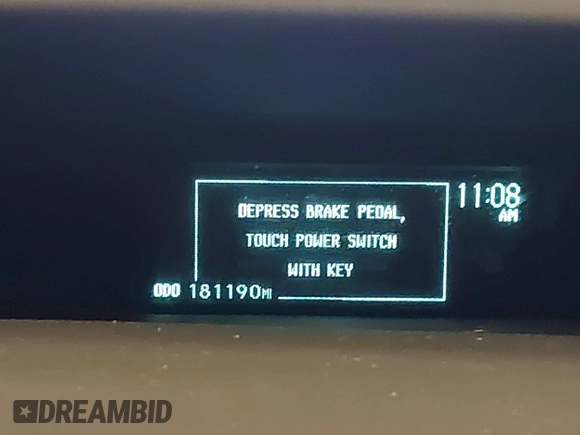 DEPRESS BRAKE PEDAL,
TOUCH POWER SWITCH
WITH KEY
11:08
AM
ODO 181190MI
DREAMBID